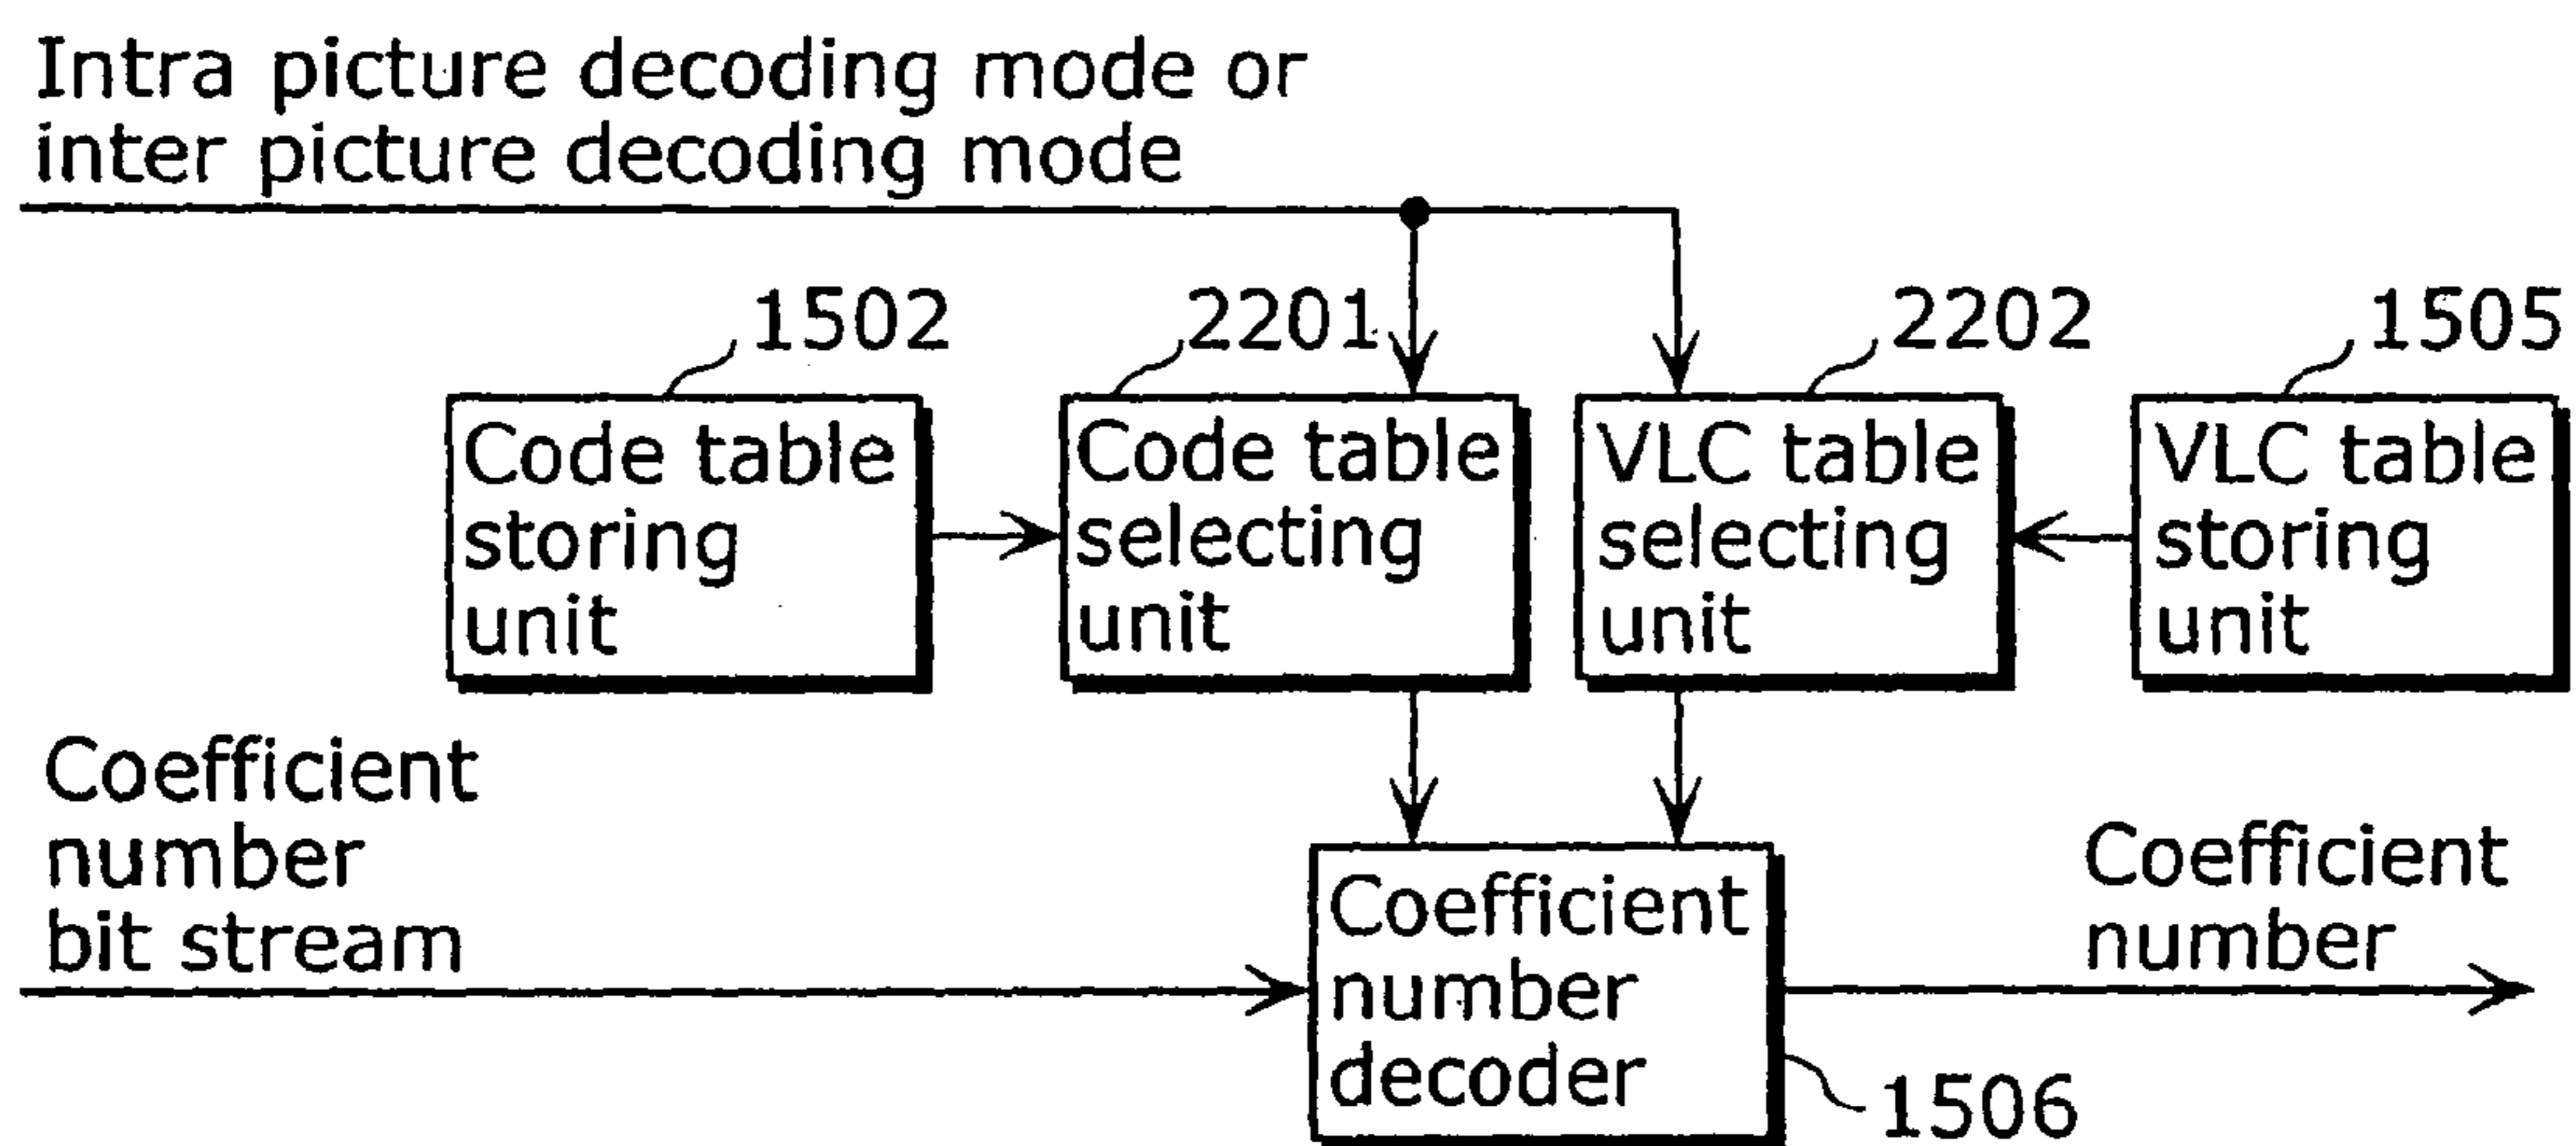 Intra picture decoding mode or
inter picture decoding mode
1502
2201
2202
1505
Code table
storing
unit
Code table
selecting
unit
VLC table
selecting
unit
VLC table
storing
unit
Coefficient
number
bit stream
Coefficient
number
decoder
Coefficient
number
1506